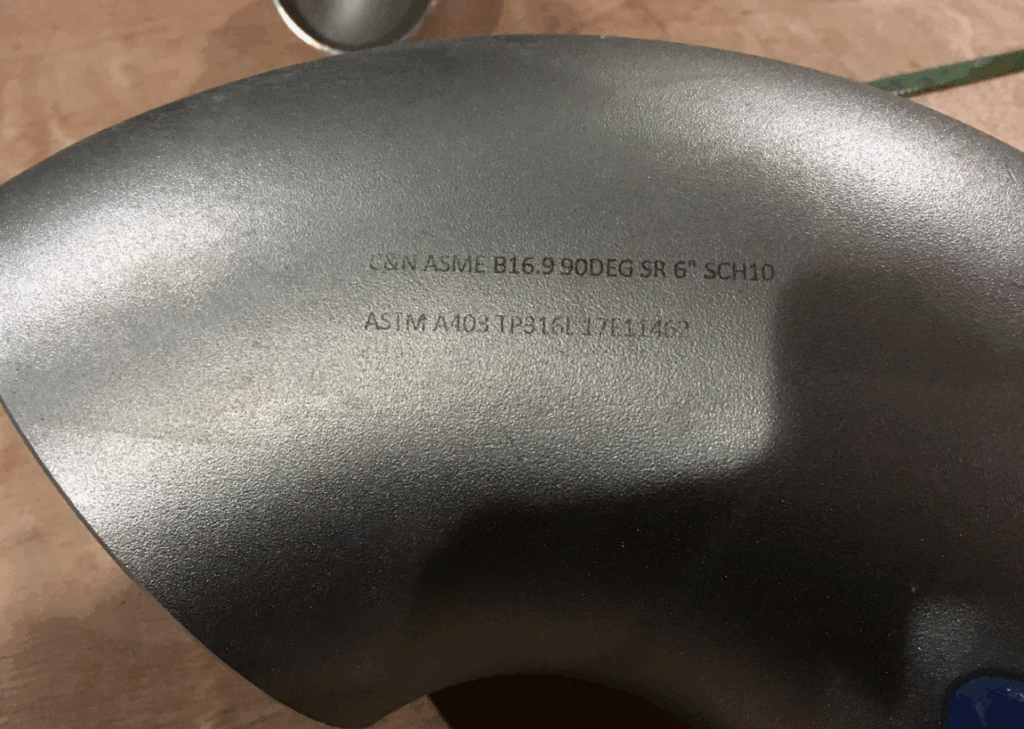 C&N ASME B16.9 90DEG SR 6" SCH10
ASTM A403 TP316L